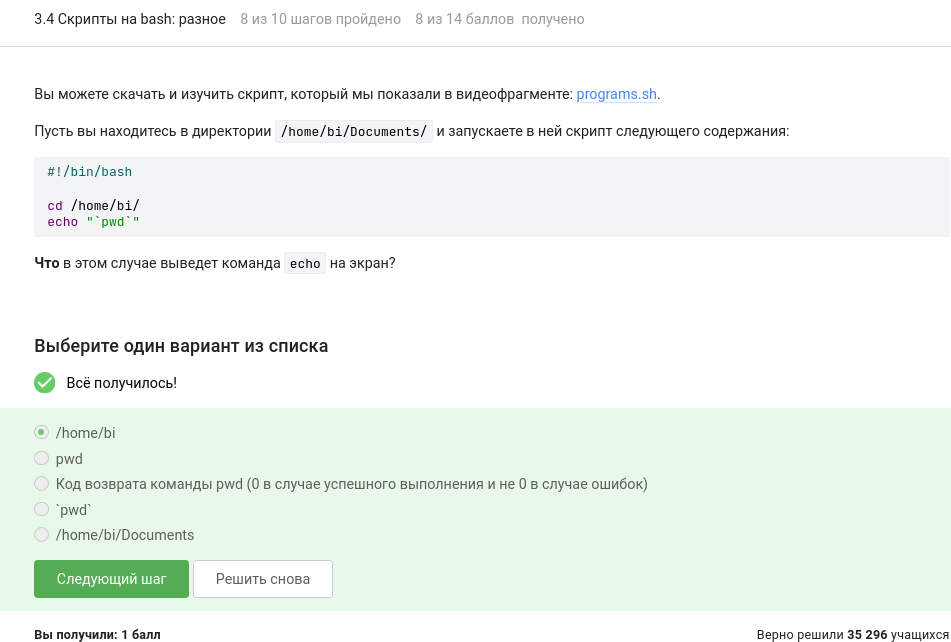 3.4 Скрипты на bash: разное 8 из 10 шагов пройдено 8 из 14 баллов получено
Вы можете скачать и изучить скрипт, который мы показали в видеофрагменте: programs.sh.
Пусть вы находитесь в директории /home/bi/Documents/ и запускаете в ней скрипт следующего содержания:
#!/bin/bash
cd /home/bi/
echo "`pwd`"
Что в этом случае выведет команда echo на экран?
Выберите один вариант из списка
Всё получилось!
/home/bi
pwd
Код возврата команды pwd (0 в случае успешного выполнения и не 0 в случае ошибок)
`pwd`
/home/bi/Documents
Следующий шаг Решить снова
Вы получили: 1 балл Верно решили 35 296 учащихся